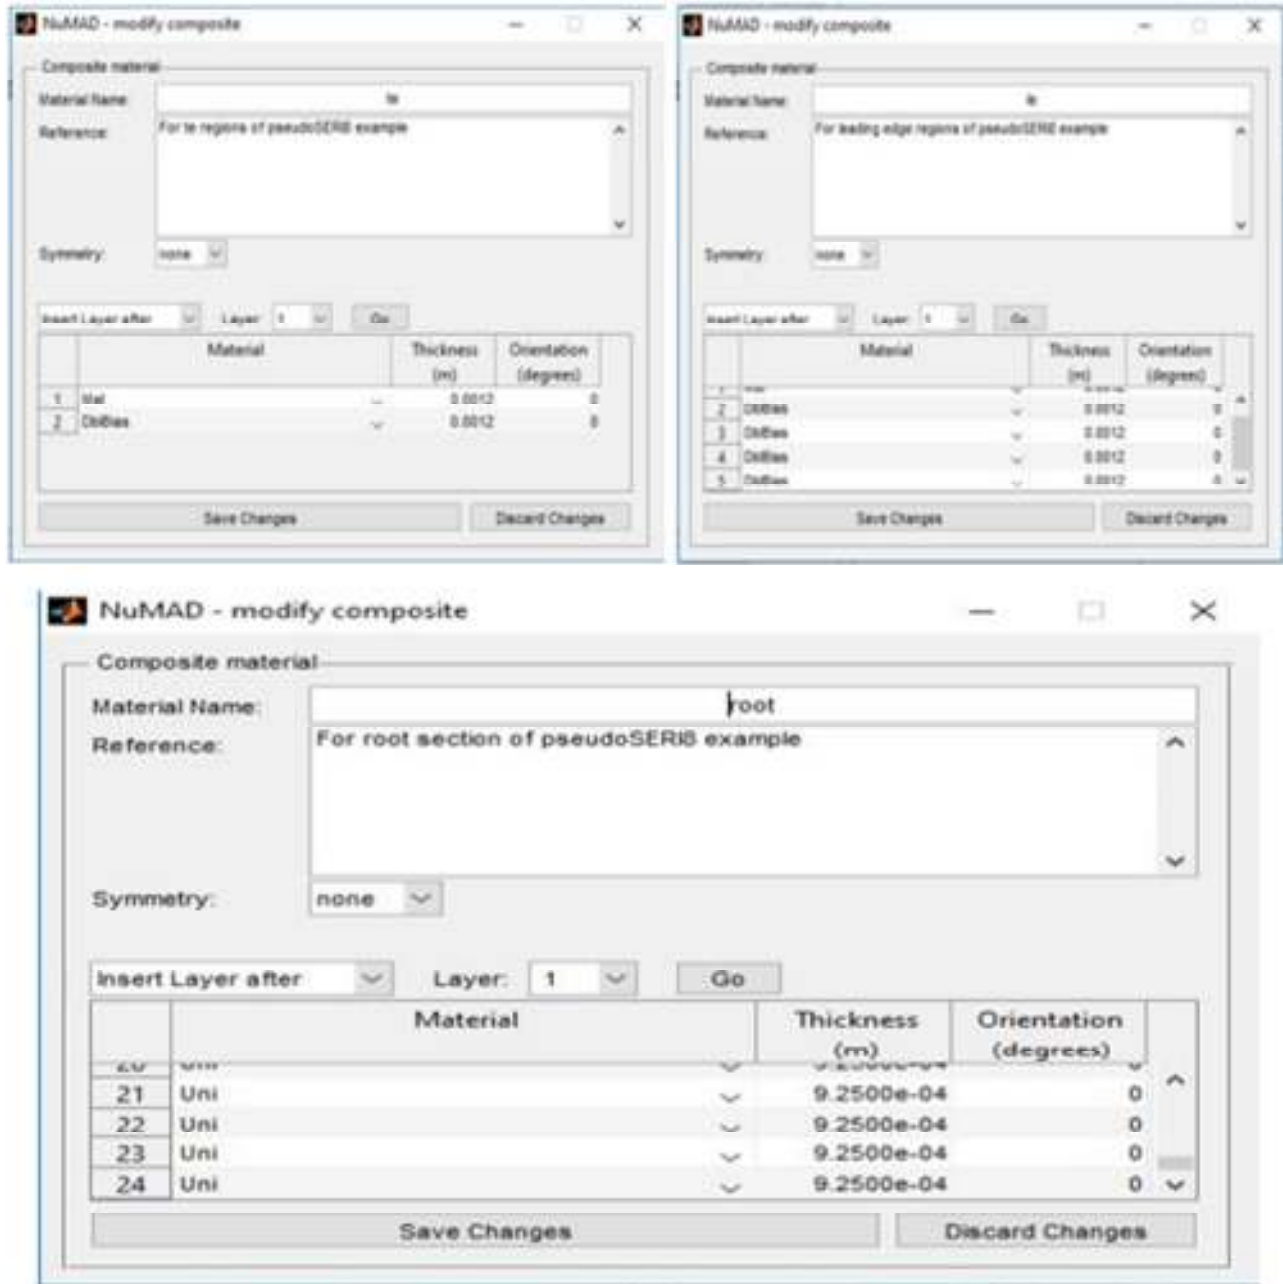 NuMAD - modify composite
Composite material
Material Name: te
Reference: For te regions of pseudoSERI8 example
Symmetry: none
Insert Layer after Layer: 1 Go
Material Thickness (m) Orientation (degrees)
1 Mat 0.0012 0
2 DblBias 0.0012 0
Save Changes Discard Changes
NuMAD - modify composite
Composite material
Material Name: le
Reference: For leading edge regions of pseudoSERI8 example
Symmetry: none
Insert Layer after Layer: 1 Go
Material Thickness (m) Orientation (degrees)
2 DblBias 0.0012 0
3 DblBias 0.0012 0
4 DblBias 0.0012 0
5 DblBias 0.0012 0
Save Changes Discard Changes
NuMAD - modify composite
Composite material
Material Name: root
Reference: For root section of pseudoSERI8 example
Symmetry: none
Insert Layer after Layer: 1 Go
Material Thickness (m) Orientation (degrees)
21 Uni 9.2500e-04 0
22 Uni 9.2500e-04 0
23 Uni 9.2500e-04 0
24 Uni 9.2500e-04 0
Save Changes Discard Changes